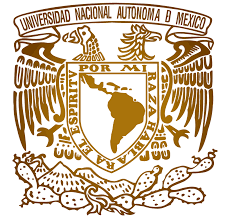 UNIVERSIDAD NACIONAL AUTONOMA D MEXICO
POR MI RAZA HABLARA EL ESPIRITU